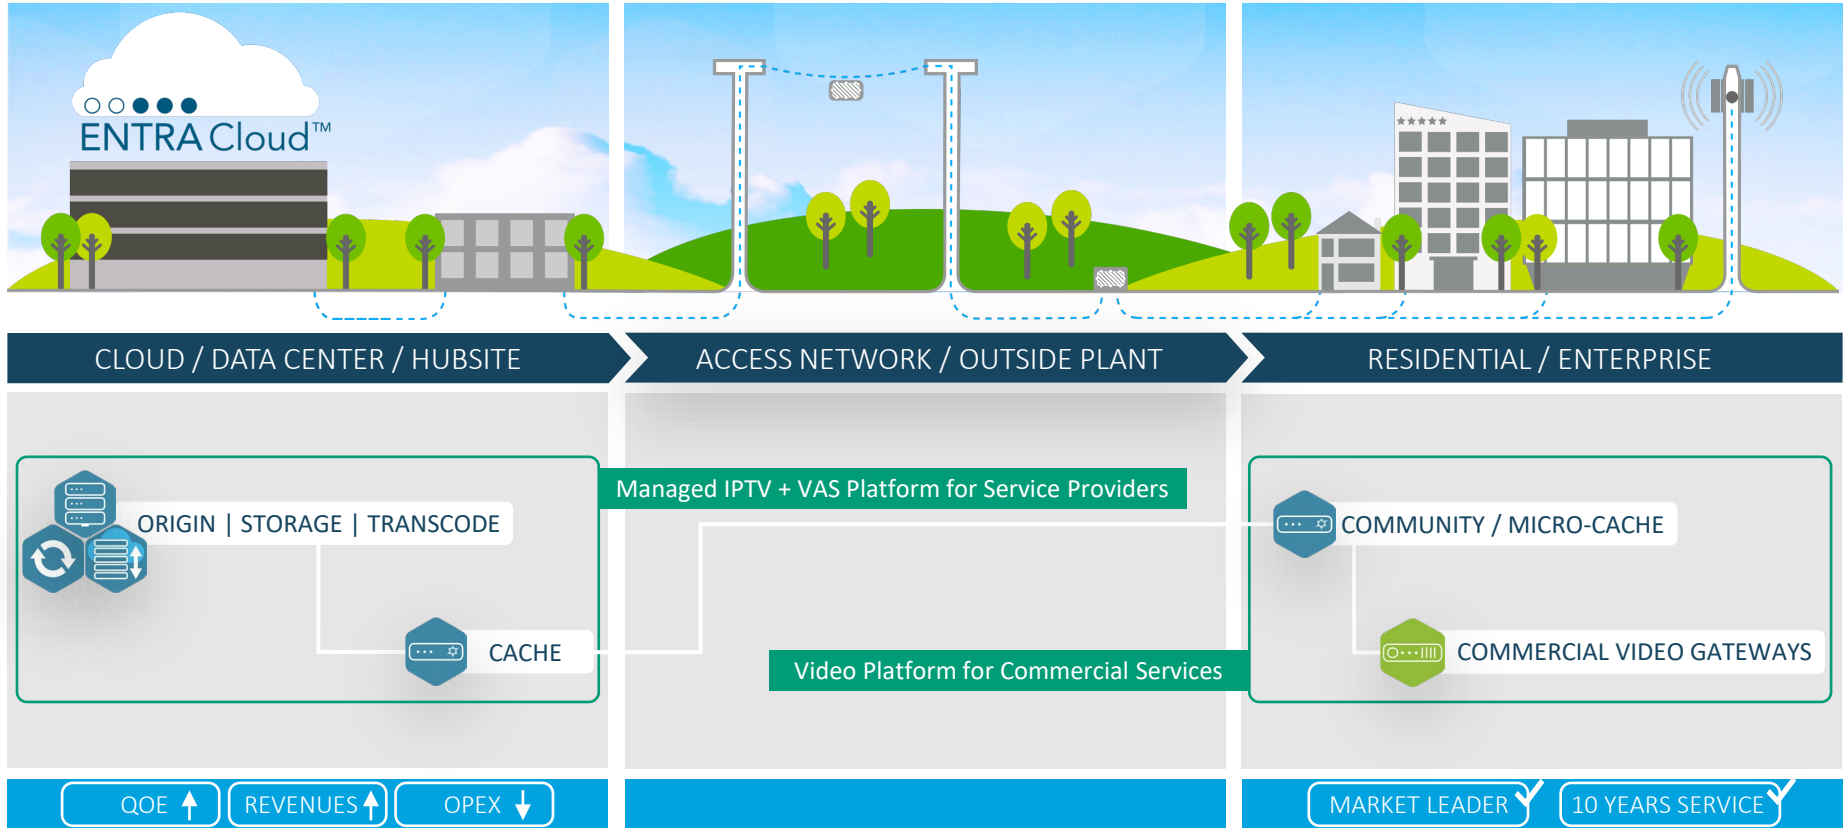 ENTRA Cloud™
★★★★★
CLOUD / DATA CENTER / HUBSITE
ACCESS NETWORK / OUTSIDE PLANT
RESIDENTIAL / ENTERPRISE
Managed IPTV + VAS Platform for Service Providers
ORIGIN | STORAGE | TRANSCODE
COMMUNITY / MICRO-CACHE
CACHE
Video Platform for Commercial Services
COMMERCIAL VIDEO GATEWAYS
QOE
REVENUES
OPEX
MARKET LEADER
10 YEARS SERVICE